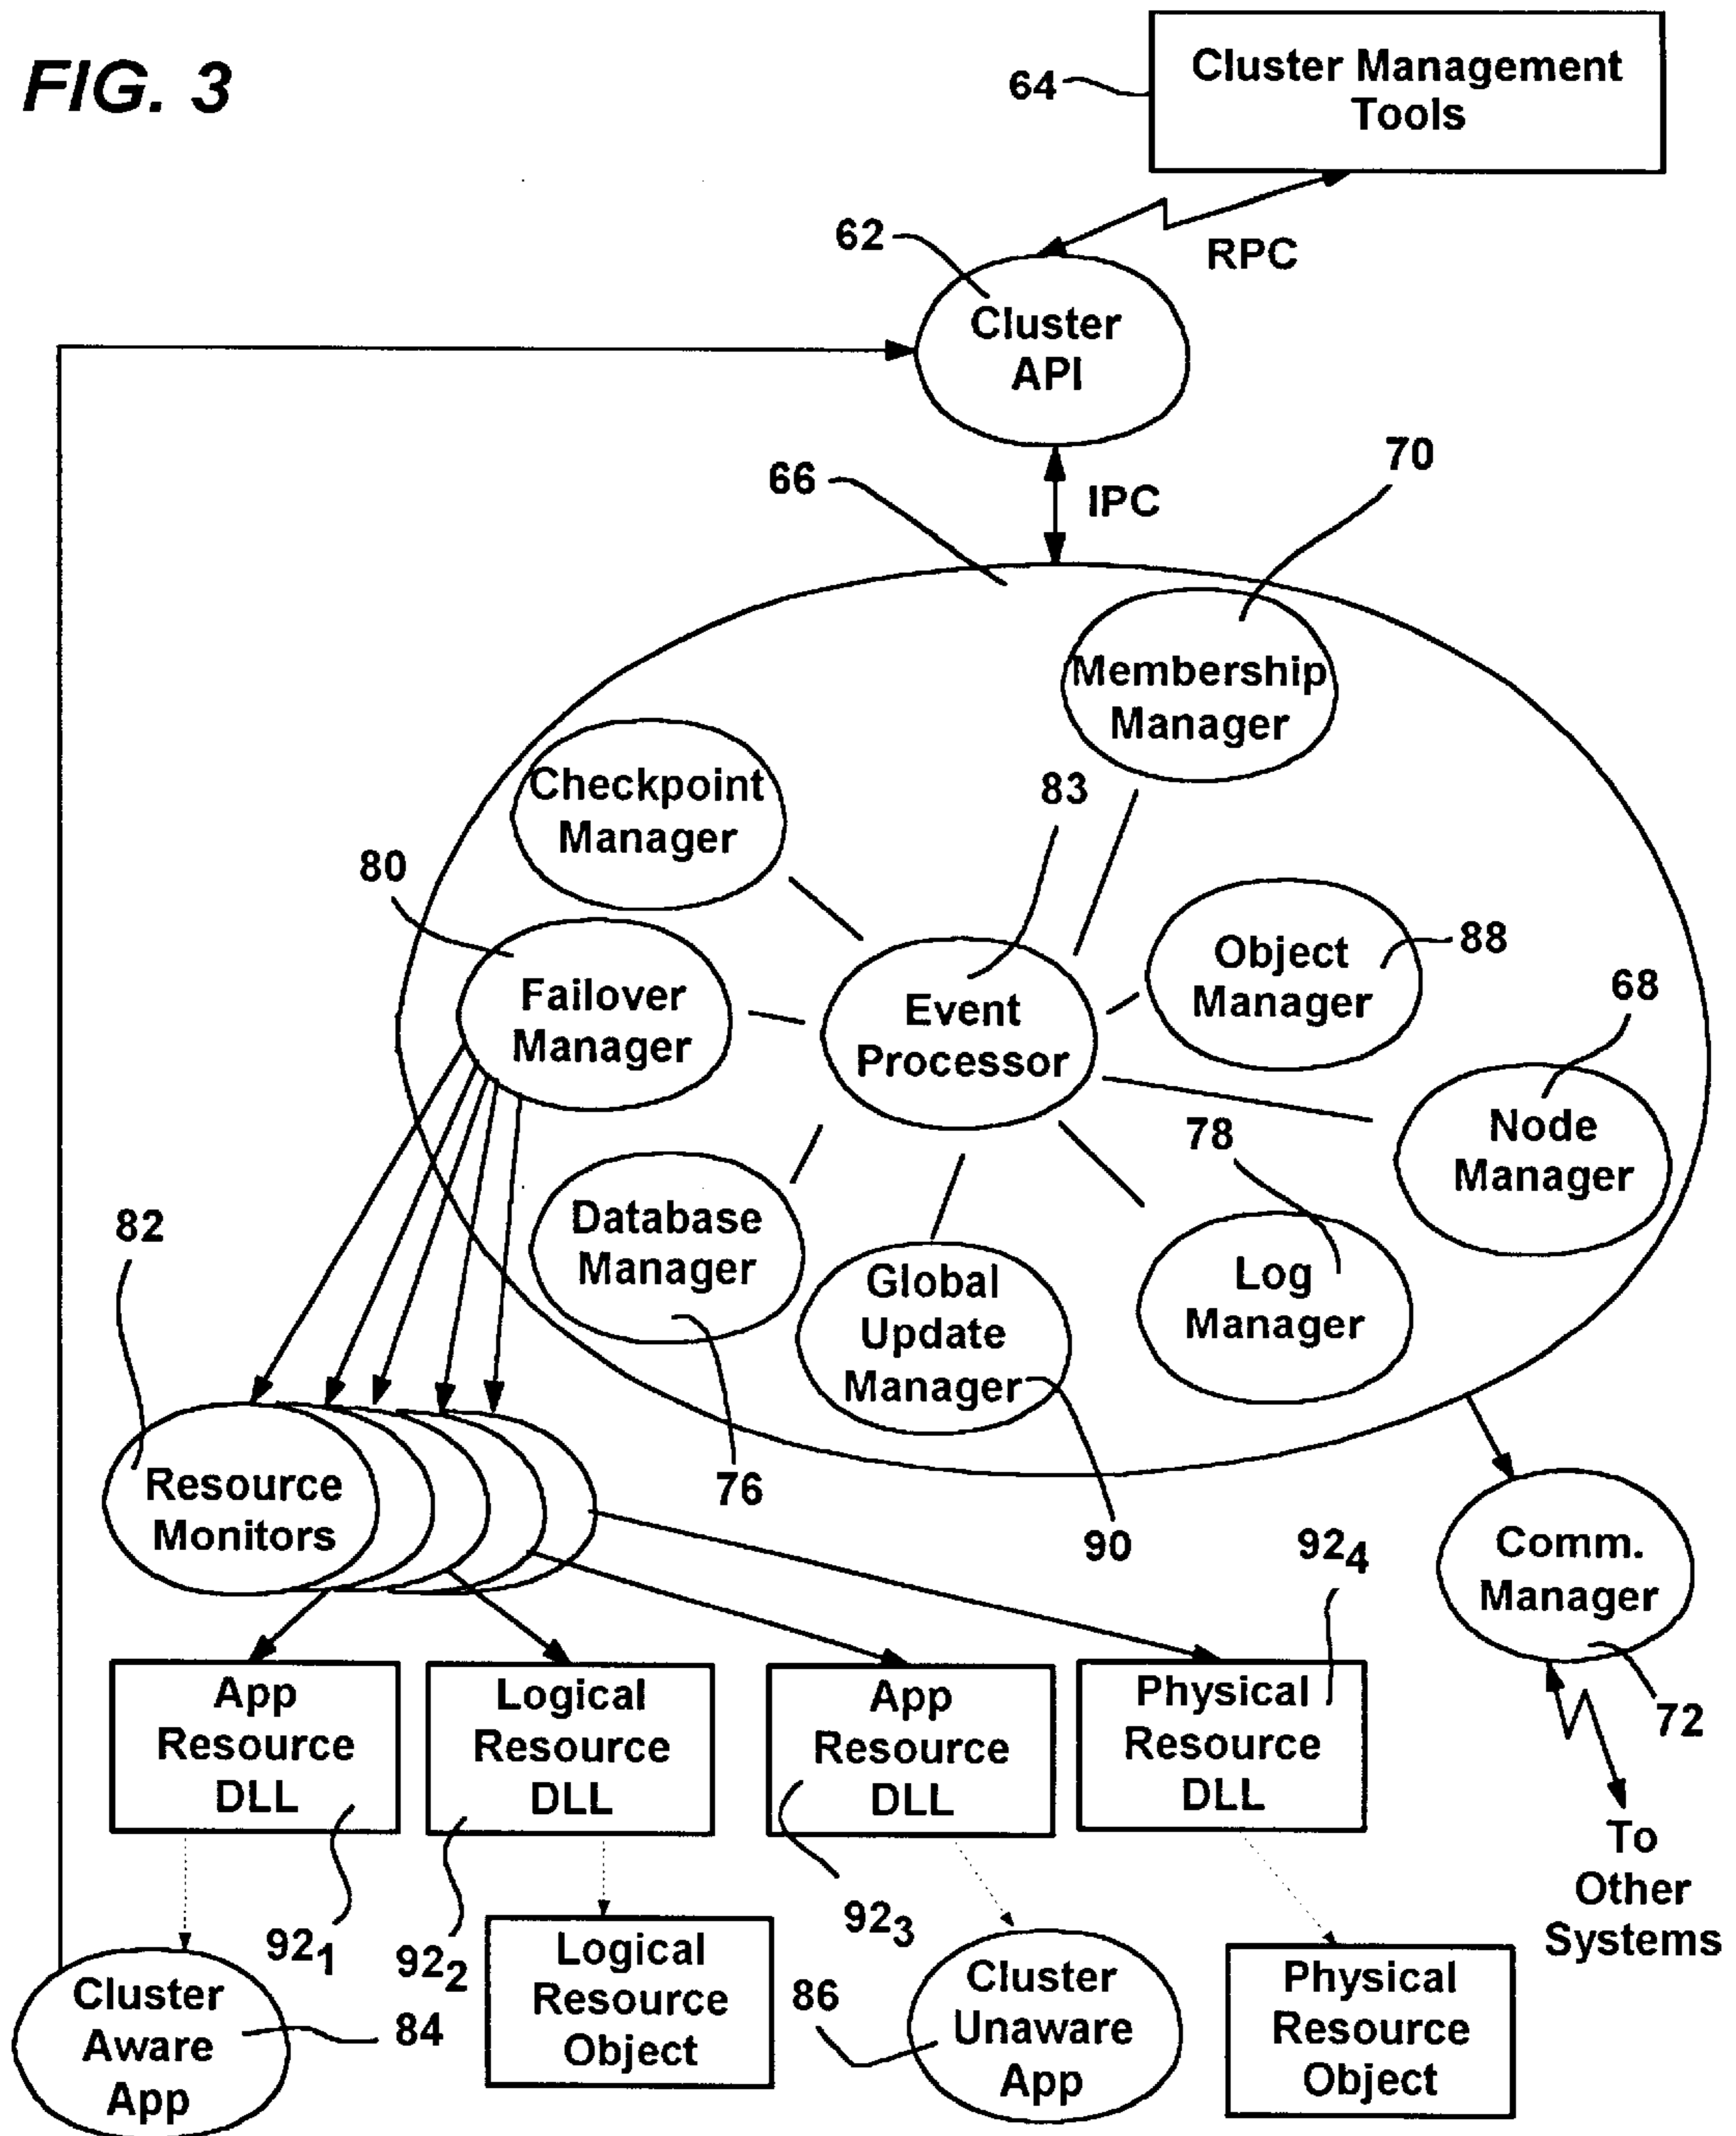 FIG. 3
64
Cluster Management
Tools
RPC
62
Cluster
API
66
IPC
70
Membership
Manager
Checkpoint
Manager
83
80
Failover
Manager
Event
Processor
Object
Manager
88
68
Node
Manager
78
Log
Manager
Database
Manager
Global
Update
Manager
82
Resource
Monitors
76
90
92₄
Comm.
Manager
72
App
Resource
DLL
Logical
Resource
DLL
App
Resource
DLL
Physical
Resource
DLL
To
Other
Systems
92₁
92₂
92₃
Cluster
Aware
App
84
Logical
Resource
Object
86
Cluster
Unaware
App
Physical
Resource
Object